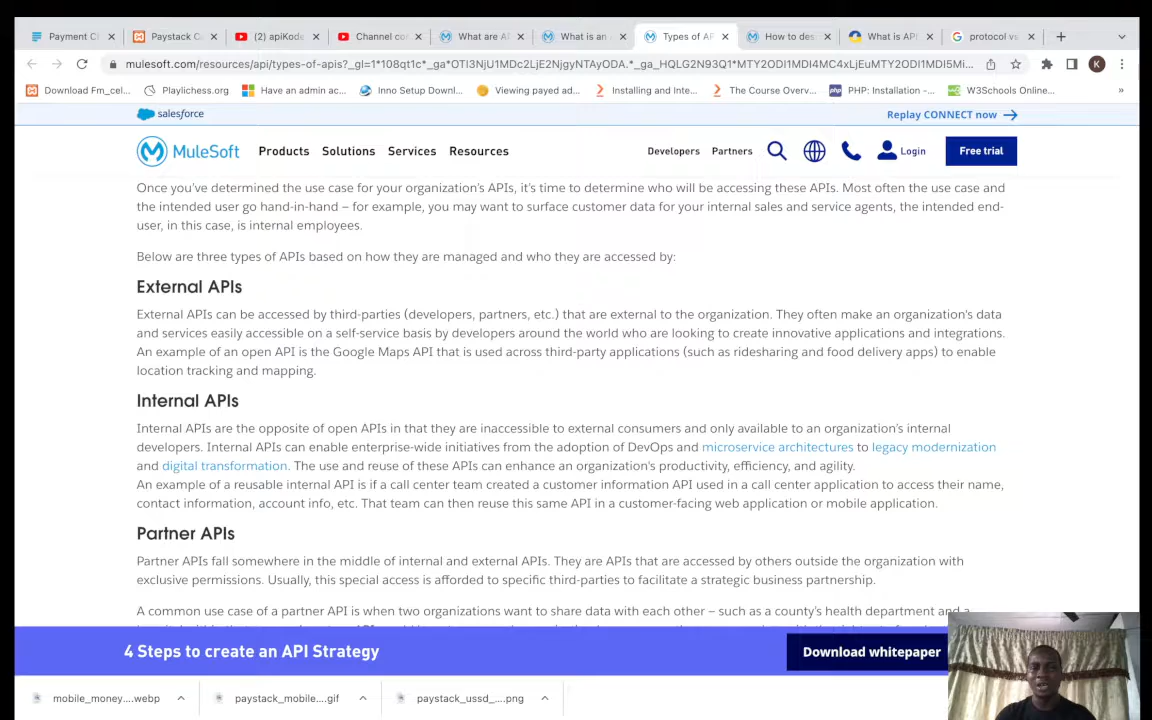 Payment C
Paystack C
(2) apiKode
Channel co
What are A
What is an
Types of AP
How to des
What is API
protocol vs
mulesoft.com/resources/api/types-of-apis?_gl=1*108qt1c*_ga*OTI3NjU1MDc2LjE2NjgyNTAyODA.*_ga_HQLG2N93Q1*MTY2ODI1MDI4MC4xLjEuMTY2ODI1MDI5Mi...
K
Download Fm_cel...
Playlichess.org
Have an admin ac...
Inno Setup Downl...
Viewing payed ad...
Installing and Inte...
The Course Overv...
PHP: Installation -...
W3Schools Online...
»
salesforce
Replay CONNECT now
MuleSoft
Products
Solutions
Services
Resources
Developers
Partners
Login
Free trial
Once you've determined the use case for your organization's APIs, it's time to determine who will be accessing these APIs. Most often the use case and
the intended user go hand-in-hand – for example, you may want to surface customer data for your internal sales and service agents, the intended end-
user, in this case, is internal employees.
Below are three types of APIs based on how they are managed and who they are accessed by:
External APIs
External APIs can be accessed by third-parties (developers, partners, etc.) that are external to the organization. They often make an organization's data
and services easily accessible on a self-service basis by developers around the world who are looking to create innovative applications and integrations.
An example of an open API is the Google Maps API that is used across third-party applications (such as ridesharing and food delivery apps) to enable
location tracking and mapping.
Internal APIs
Internal APIs are the opposite of open APIs in that they are inaccessible to external consumers and only available to an organization's internal
developers. Internal APIs can enable enterprise-wide initiatives from the adoption of DevOps and microservice architectures to legacy modernization
and digital transformation. The use and reuse of these APIs can enhance an organization's productivity, efficiency, and agility.
An example of a reusable internal API is if a call center team created a customer information API used in a call center application to access their name,
contact information, account info, etc. That team can then reuse this same API in a customer-facing web application or mobile application.
Partner APIs
Partner APIs fall somewhere in the middle of internal and external APIs. They are APIs that are accessed by others outside the organization with
exclusive permissions. Usually, this special access is afforded to specific third-parties to facilitate a strategic business partnership.
A common use case of a partner API is when two organizations want to share data with each other – such as a county's health department and a
4 Steps to create an API Strategy
Download whitepaper
mobile_money....webp
paystack_mobile....gif
paystack_ussd_....png